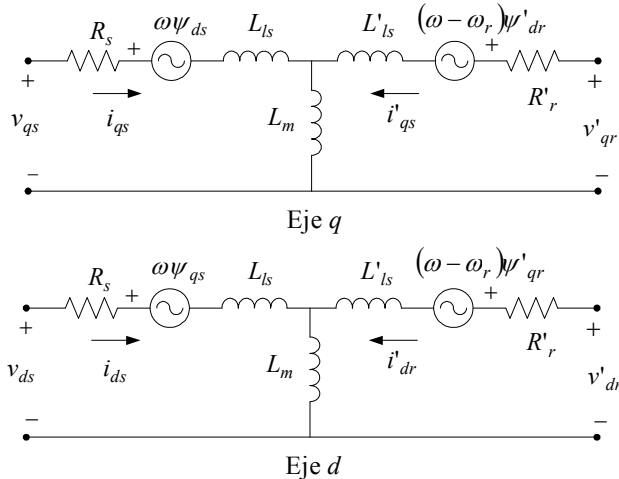 R_s + ωψ_ds L_ls L'_ls (ω − ω_r)ψ'_dr +
+ v_qs − i_qs L_m i'_qs R'_r + v'_qr −
Eje q
R_s + ωψ_qs L_ls L'_ls (ω − ω_r)ψ'_qr +
+ v_ds − i_ds L_m i'_dr R'_r + v'_dr −
Eje d